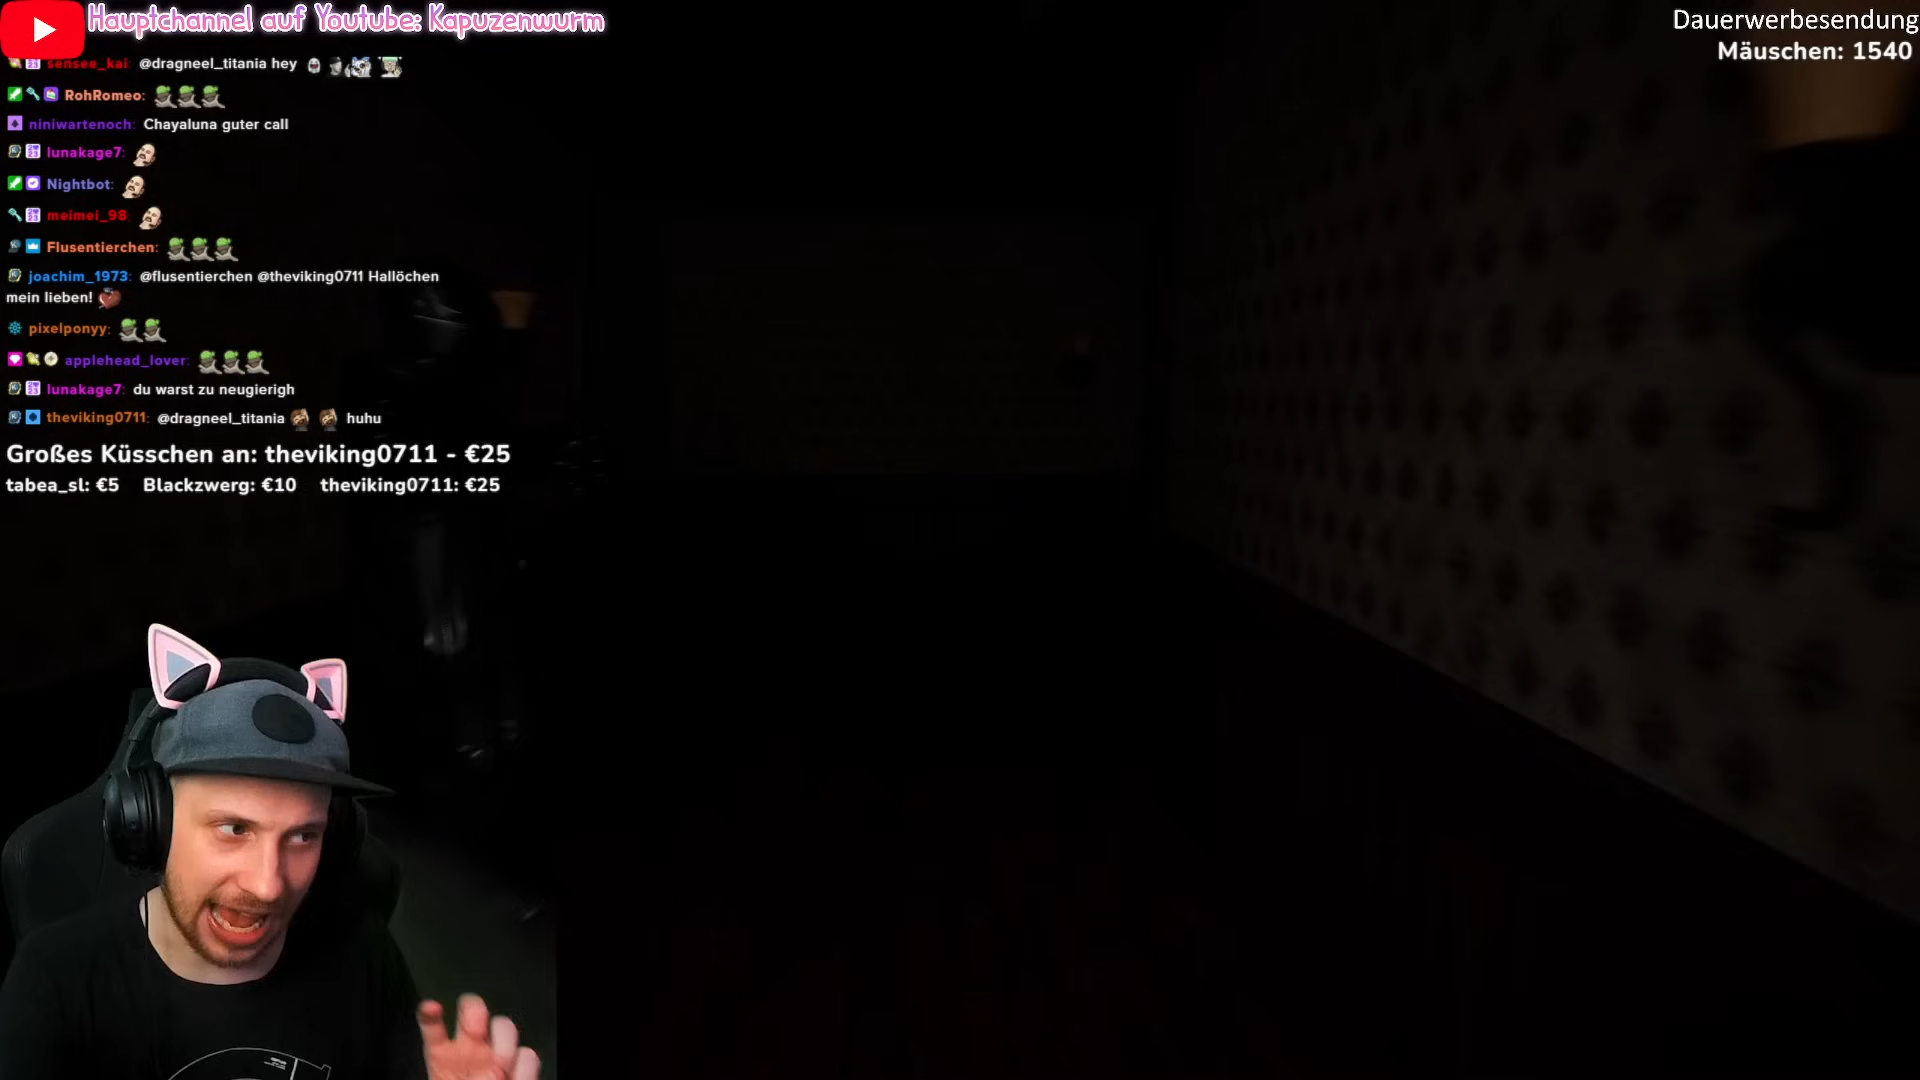 Hauptchannel auf Youtube: Kapuzenwurm
Dauerwerbesendung
Mäuschen: 1540
sensee_kai: @dragneel_titania hey
RohRomeo:
niniwartenoch: Chayaluna guter call
lunakage7:
Nightbot:
meimei_98:
Flusentierchen:
joachim_1973: @flusentierchen @theviking0711 Hallöchen
mein lieben!
pixelponyy:
applehead_lover:
lunakage7: du warst zu neugierigh
theviking0711: @dragneel_titania huhu
Großes Küsschen an: theviking0711 - €25
tabea_sl: €5 Blackzwerg: €10 theviking0711: €25